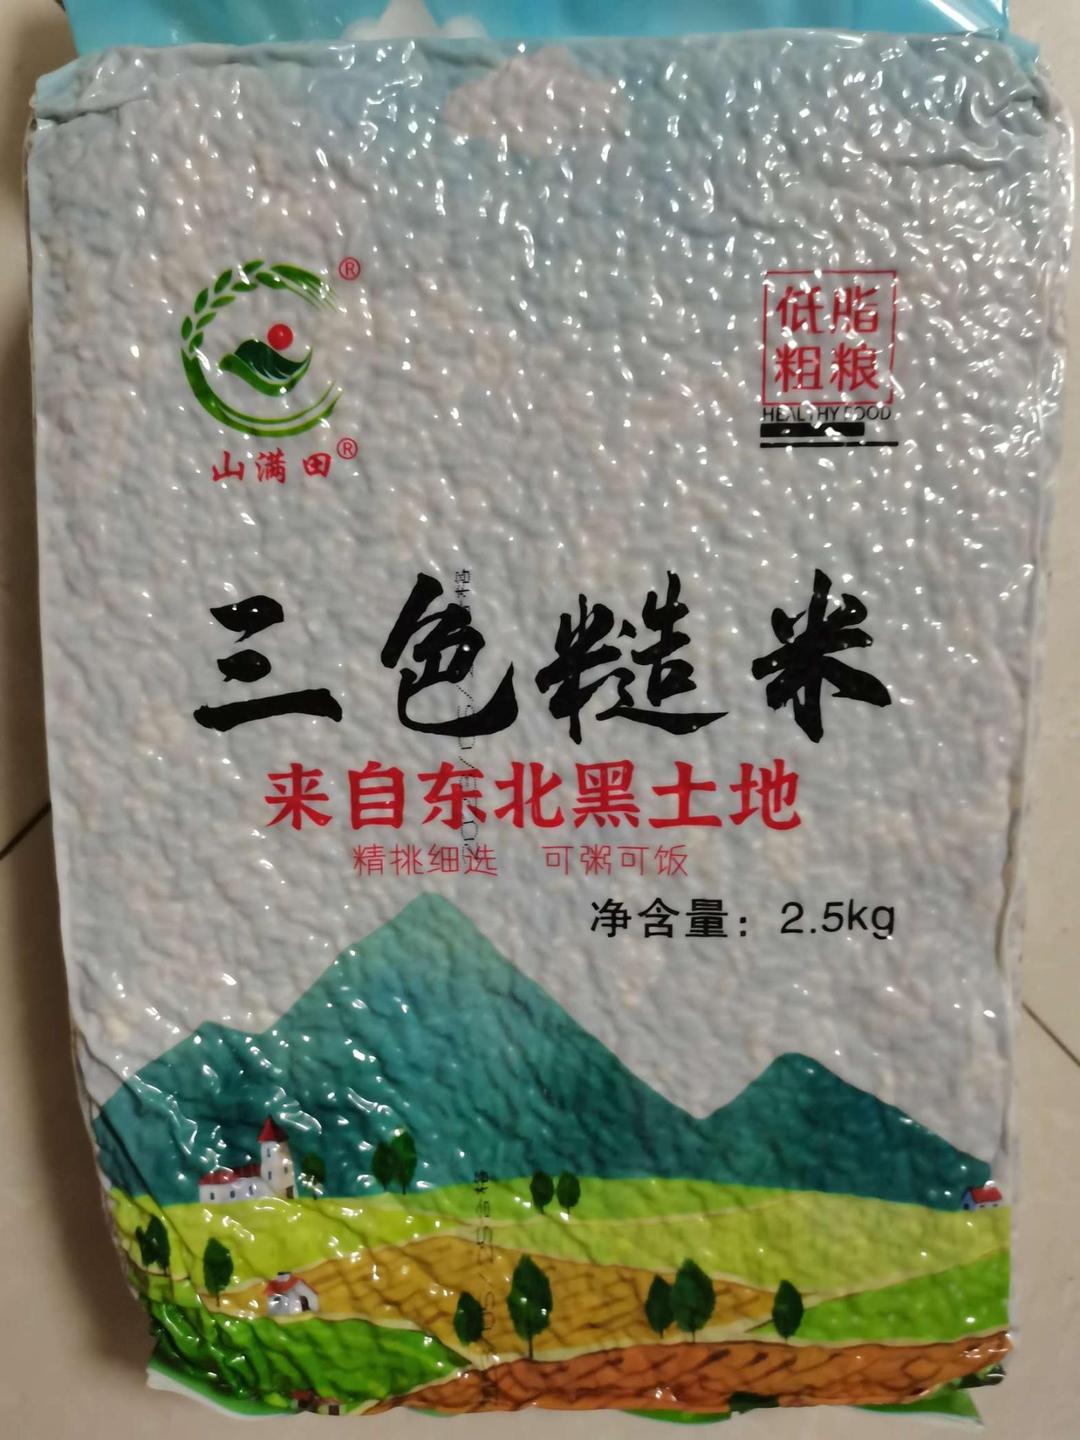 ®
低脂
粗粮
HEALTHY FOOD
山满田®
三色糙米
来自东北黑土地
精挑细选 可粥可饭
净含量：2.5kg